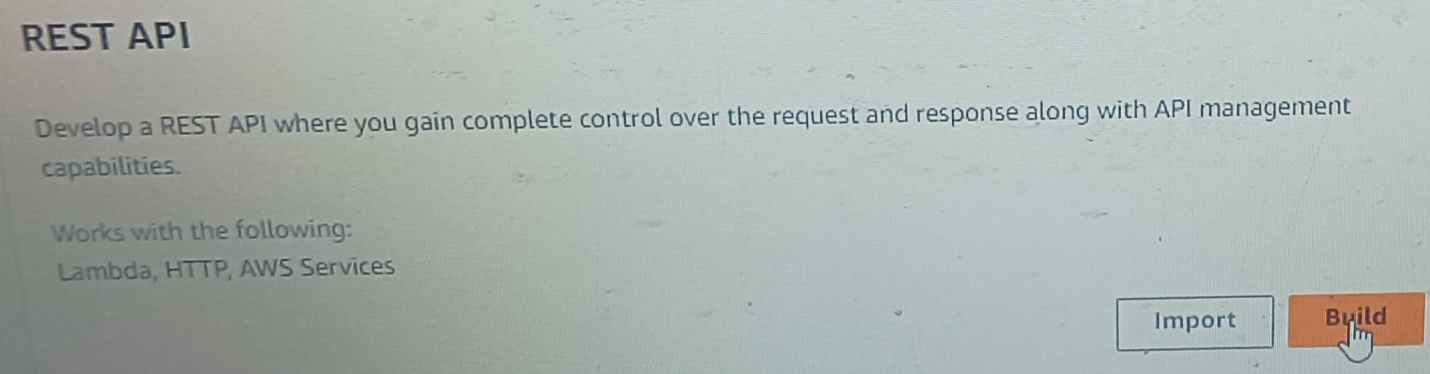 REST API
Develop a REST API where you gain complete control over the request and response along with API management
capabilities.
Works with the following:
Lambda, HTTP, AWS Services
Import
Build